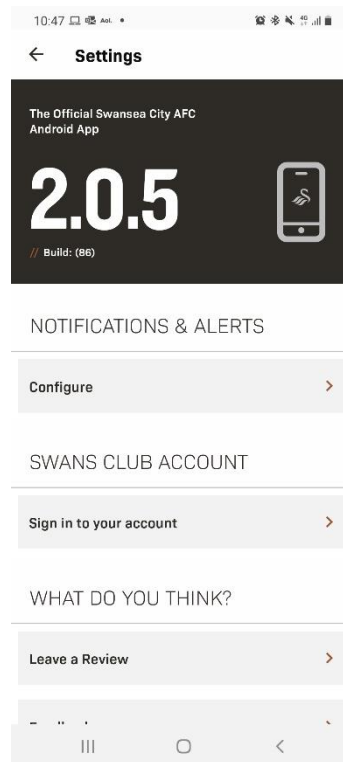 10:47 AOL. •
Settings
The Official Swansea City AFC
Android App
2.0.5
// Build: (86)
NOTIFICATIONS & ALERTS
Configure
SWANS CLUB ACCOUNT
Sign in to your account
WHAT DO YOU THINK?
Leave a Review